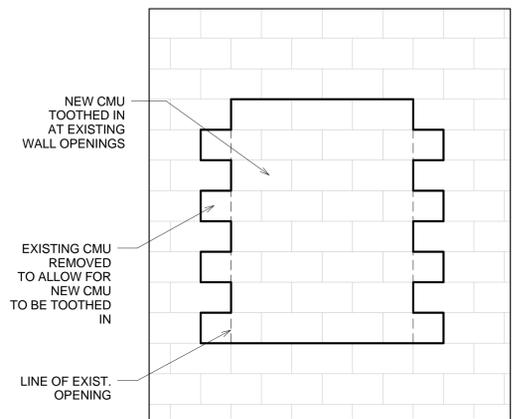 NEW CMU
TOOTHED IN
AT EXISTING
WALL OPENINGS
EXISTING CMU
REMOVED
TO ALLOW FOR
NEW CMU
TO BE TOOTHED
IN
LINE OF EXIST.
OPENING